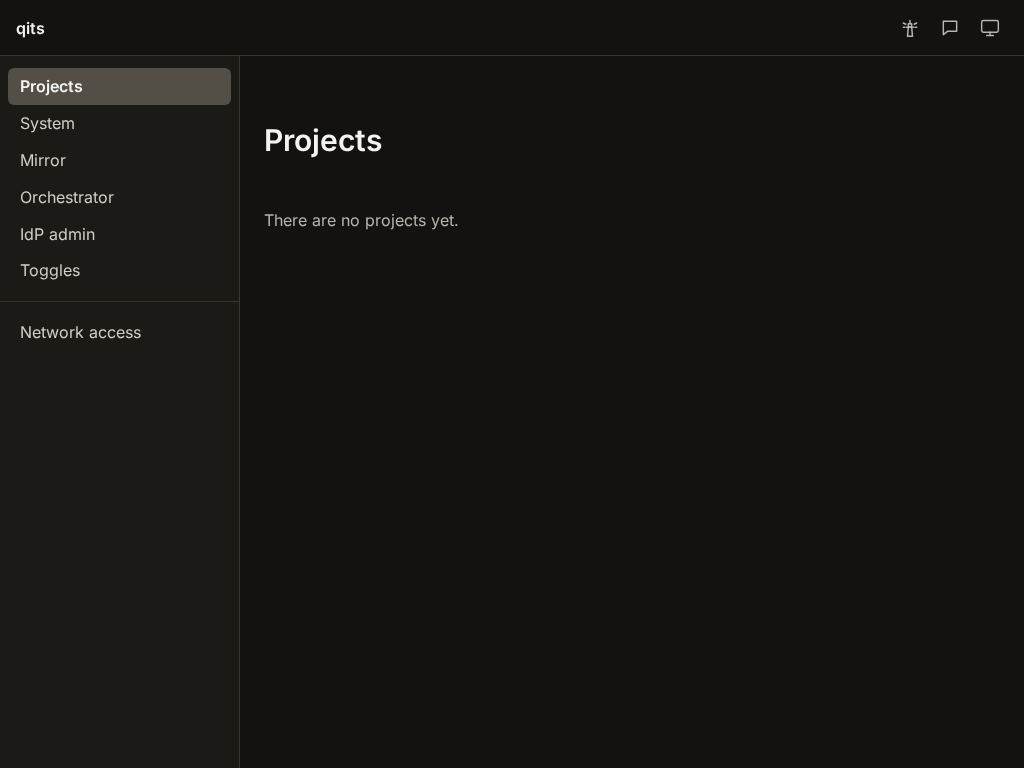 qits
Projects
System
Mirror
Orchestrator
IdP admin
Toggles
Network access
Projects
There are no projects yet.